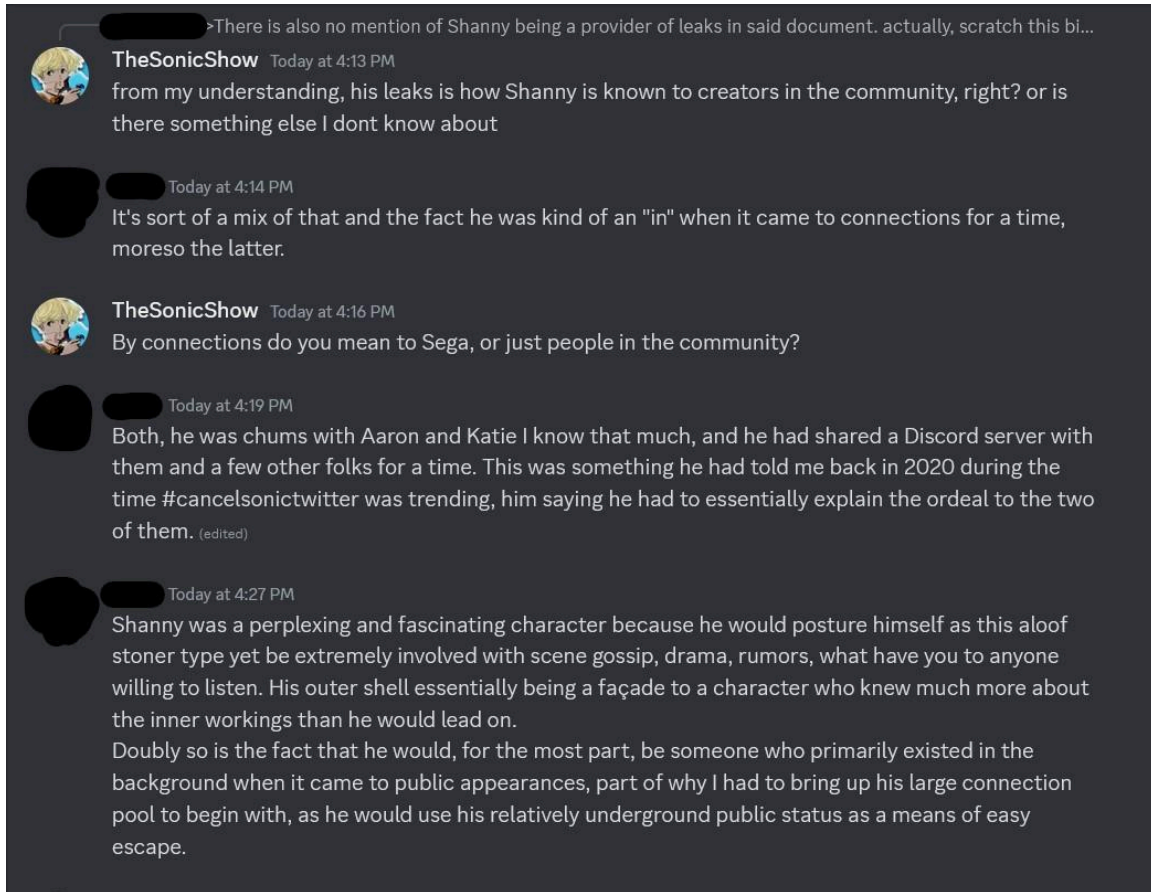 >There is also no mention of Shanny being a provider of leaks in said document. actually, scratch this bi...
TheSonicShow Today at 4:13 PM
from my understanding, his leaks is how Shanny is known to creators in the community, right? or is
there something else I dont know about
Today at 4:14 PM
It's sort of a mix of that and the fact he was kind of an "in" when it came to connections for a time,
moreso the latter.
TheSonicShow Today at 4:16 PM
By connections do you mean to Sega, or just people in the community?
Today at 4:19 PM
Both, he was chums with Aaron and Katie I know that much, and he had shared a Discord server with
them and a few other folks for a time. This was something he had told me back in 2020 during the
time #cancelsonictwitter was trending, him saying he had to essentially explain the ordeal to the two
of them. (edited)
Today at 4:27 PM
Shanny was a perplexing and fascinating character because he would posture himself as this aloof
stoner type yet be extremely involved with scene gossip, drama, rumors, what have you to anyone
willing to listen. His outer shell essentially being a façade to a character who knew much more about
the inner workings than he would lead on.
Doubly so is the fact that he would, for the most part, be someone who primarily existed in the
background when it came to public appearances, part of why I had to bring up his large connection
pool to begin with, as he would use his relatively underground public status as a means of easy
escape.